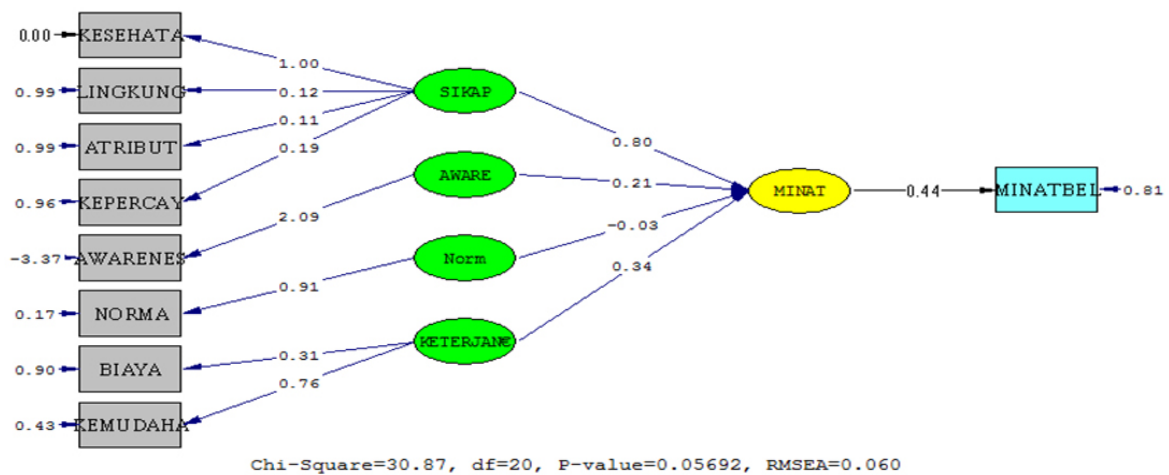 0.00 KESEHATA
1.00
0.99 LINGKUNG 0.12 SIKAP
0.11
0.99 ATRIBUT 0.19 0.80
AWARE 0.21 MINAT 0.44 MINATBEL 0.81
0.96 KEPERCAY
2.09 -0.03
-3.37 AWARENES Norm
0.34
0.17 NORMA 0.91
KETERJAN
0.90 BIAYA 0.31
0.76
0.43 KEMUDAHA
Chi-Square=30.87, df=20, P-value=0.05692, RMSEA=0.060